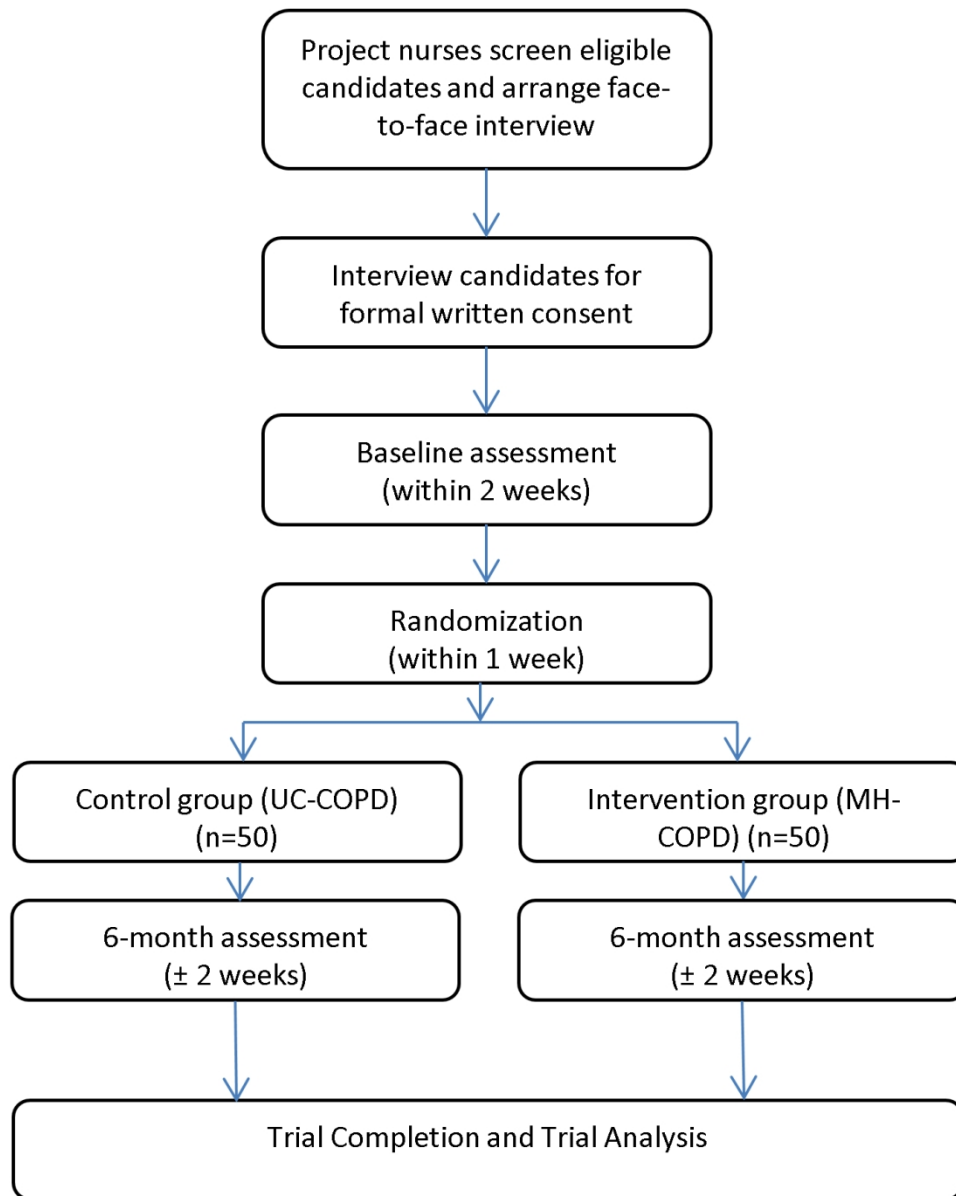 Project nurses screen eligible
candidates and arrange face-
to-face interview
Interview candidates for
formal written consent
Baseline assessment
(within 2 weeks)
Randomization
(within 1 week)
Control group (UC-COPD)
(n=50)
Intervention group (MH-
COPD) (n=50)
6-month assessment
(± 2 weeks)
6-month assessment
(± 2 weeks)
Trial Completion and Trial Analysis